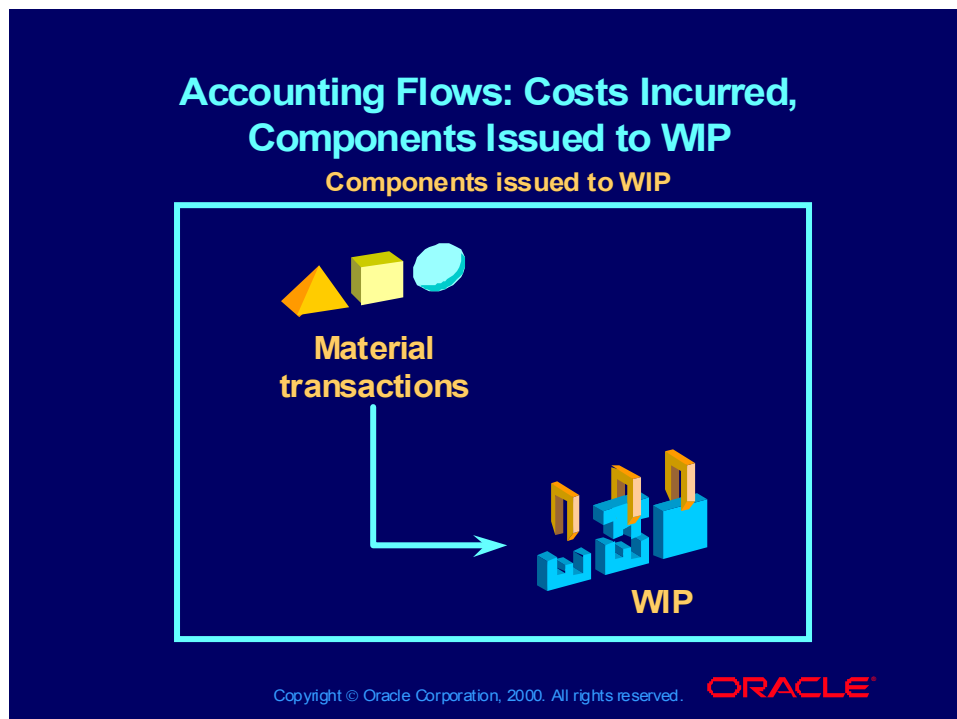 Accounting Flows: Costs Incurred,
Components Issued to WIP
Components issued to WIP
Material
transactions
WIP
Copyright © Oracle Corporation, 2000. All rights reserved.
ORACLE®